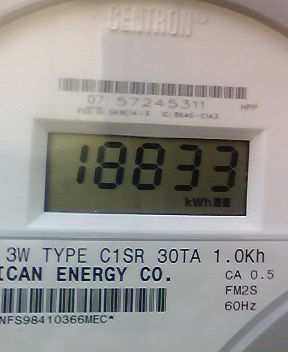 CENTRON®
07 57245311 HPP
18833
kWh
3W TYPE C1SR 30TA 1.0Kh
ICAN ENERGY CO.
CA 0.5
FM2S
60Hz
NFS98410366MEC*